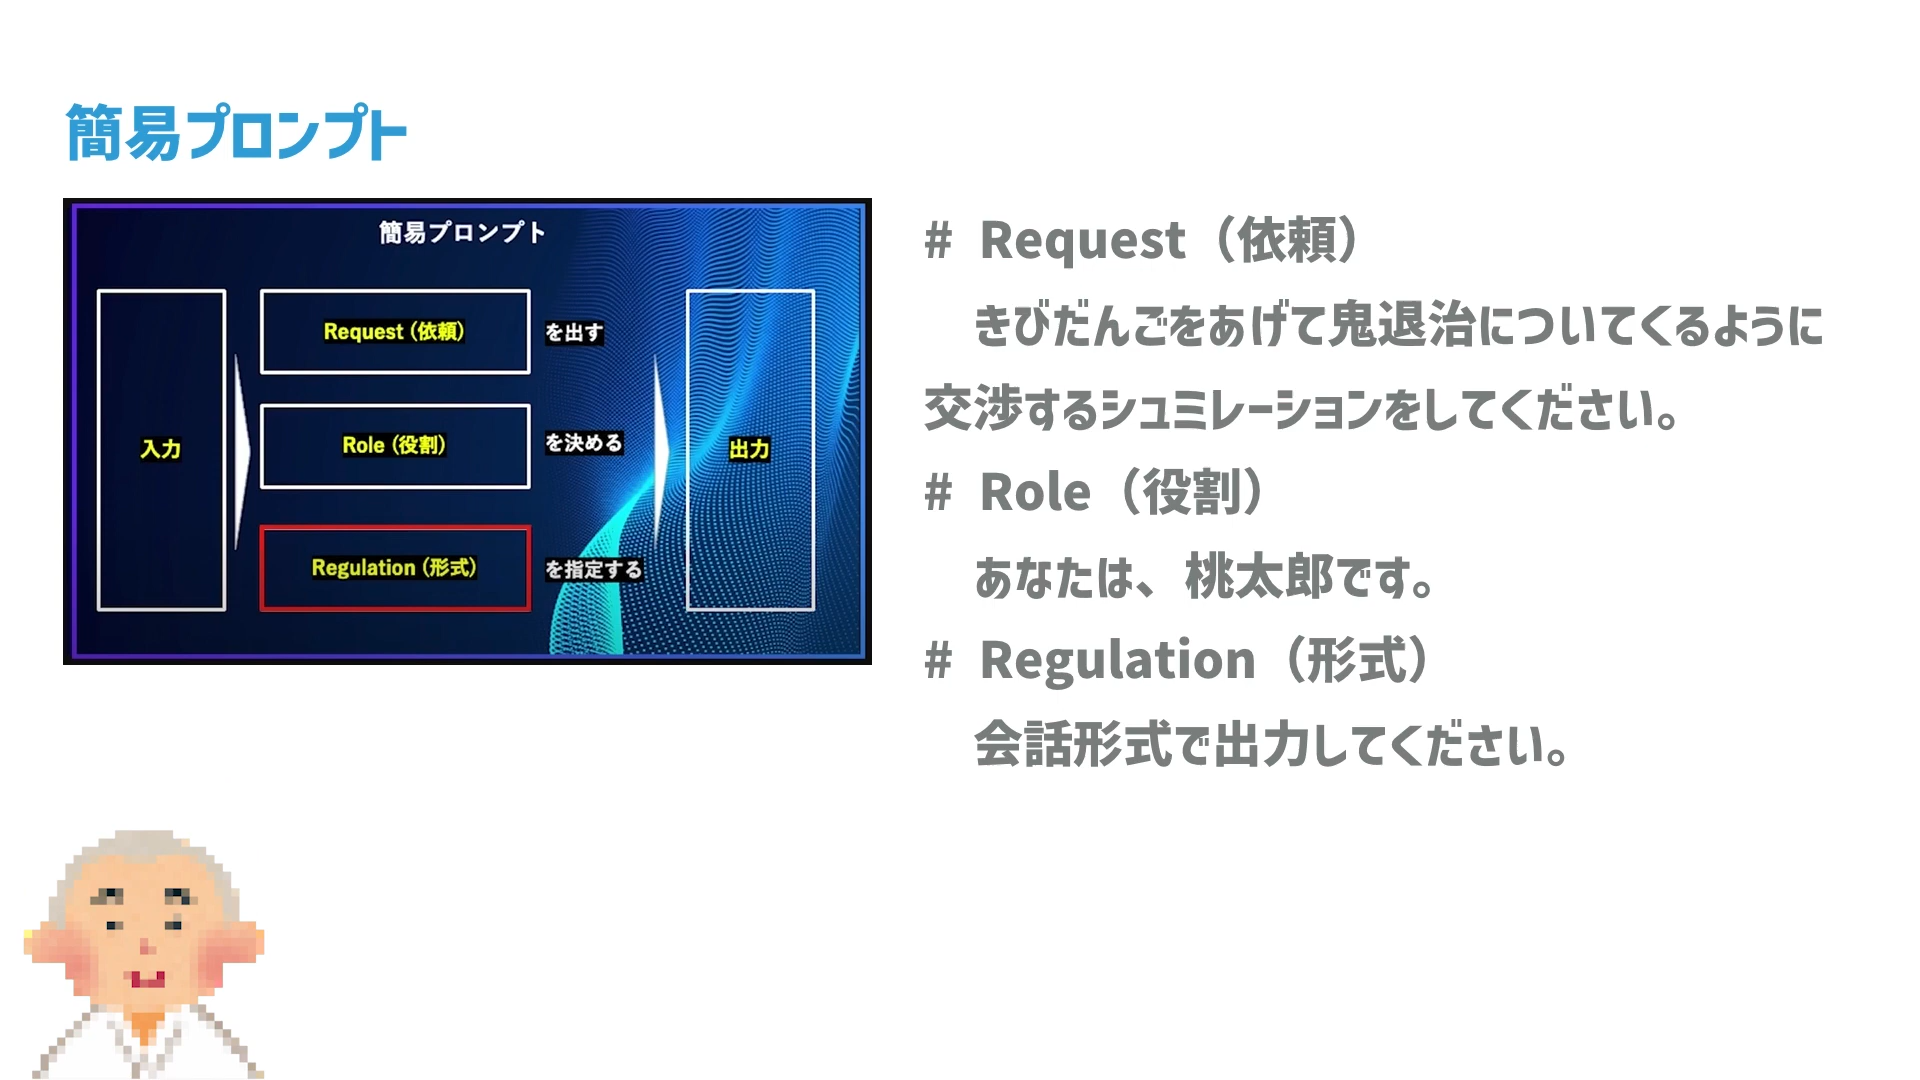 簡易プロンプト
簡易プロンプト
入力
Request (依頼)
を出す
Role (役割)
を決める
Regulation (形式)
を指定する
出力
# Request（依頼）
きびだんごをあげて鬼退治についてくるように
交渉するシュミレーションをしてください。
# Role（役割）
あなたは、桃太郎です。
# Regulation（形式）
会話形式で出力してください。